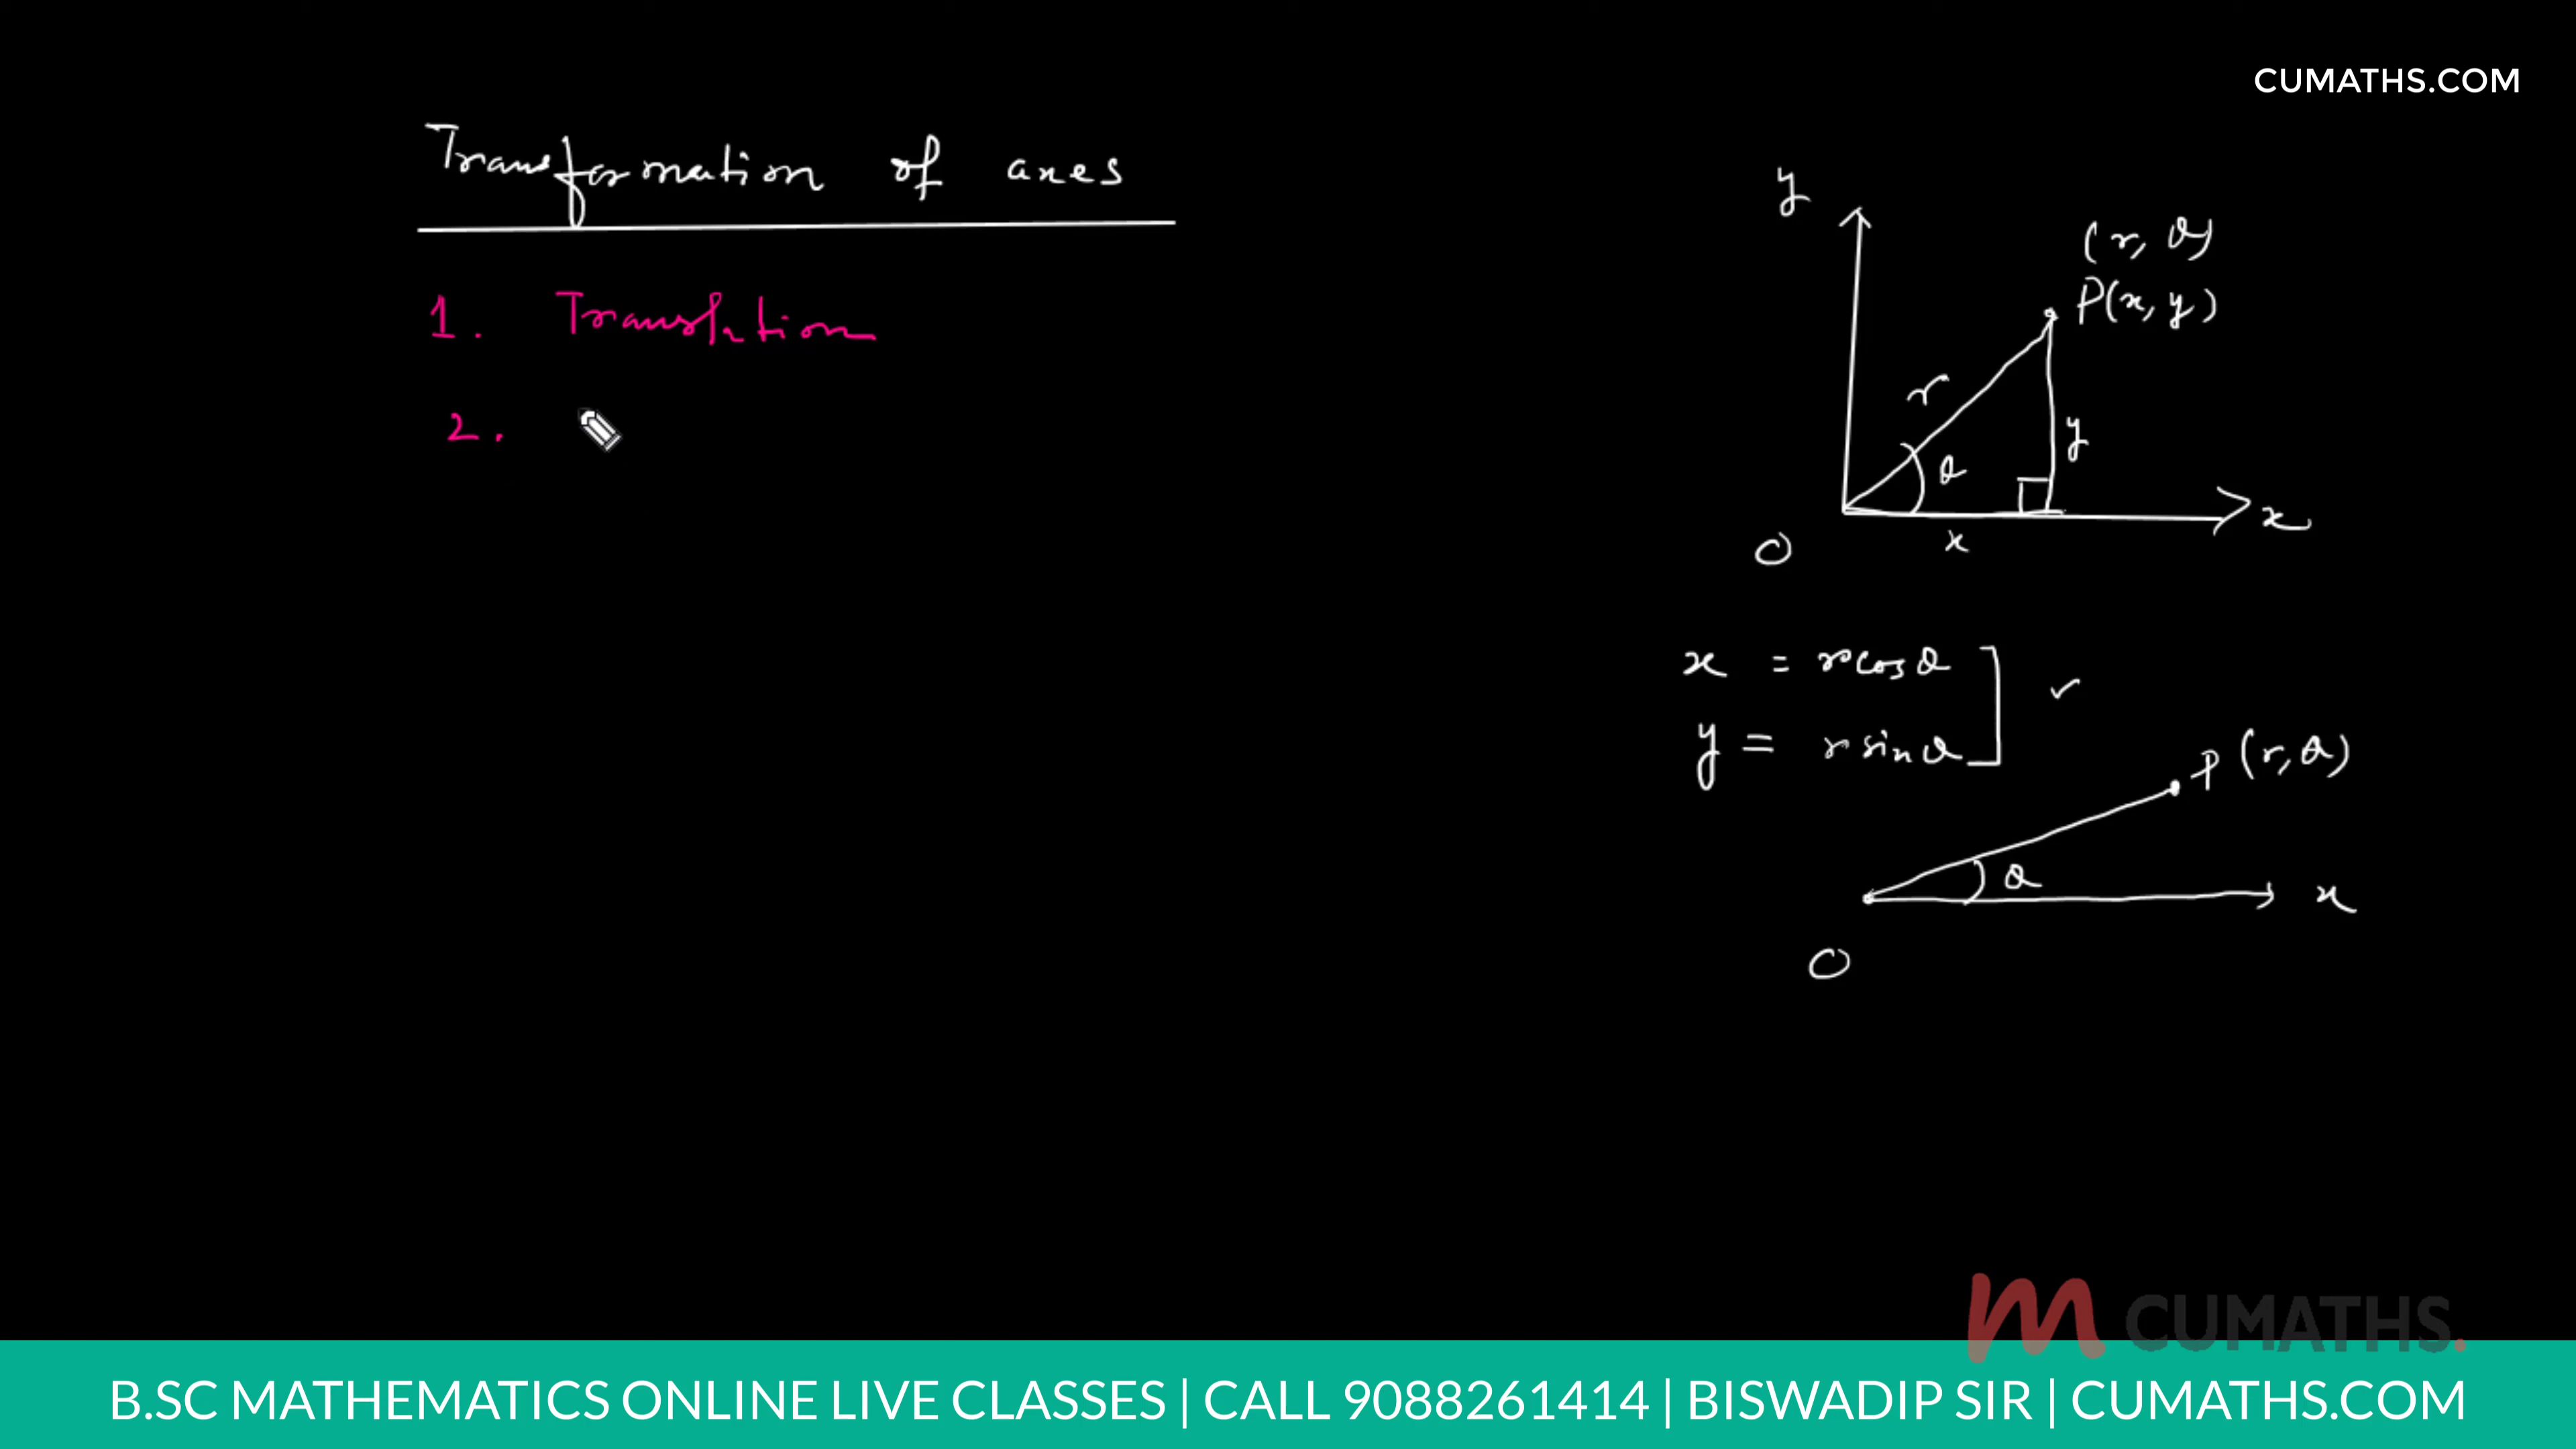 CUMATHS.COM
Transformation of axes
1. Translation
2.
y
(r, θ)
P(x, y)
r
y
θ
x
x
O
x = r cos θ
y = r sin θ
P (r, θ)
θ
x
O
m CUMATHS.
B.SC MATHEMATICS ONLINE LIVE CLASSES | CALL 9088261414 | BISWADIP SIR | CUMATHS.COM